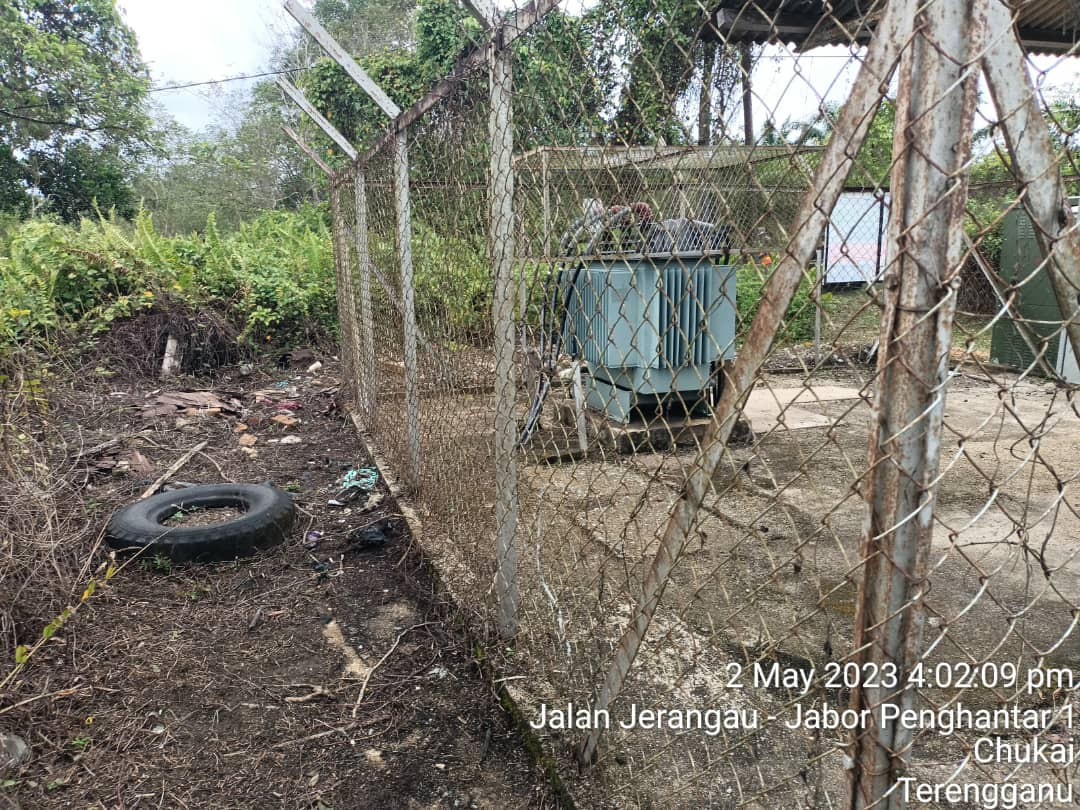 2 May 2023 4:02:09 pm
Jalan Jerangau - Jabor Penghantar 1
Chukai
Terengganu